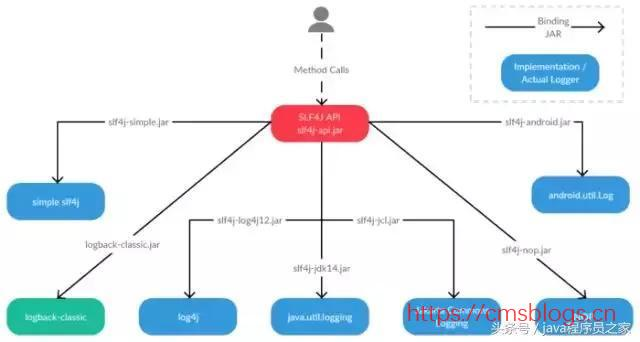 Binding
JAR
Implementation /
Actual Logger
Method Calls
SLF4J API
slf4j-api.jar
slf4j-simple.jar
slf4j-android.jar
simple slf4j
android.util.Log
slf4j-log4j12.jar
slf4j-jcl.jar
logback-classic.jar
slf4j-nop.jar
slf4j-jdk14.jar
logback-classic
log4j
java.util.logging
Logging
NOP
https://cmsblogs.cn
头条号/java程序员之家